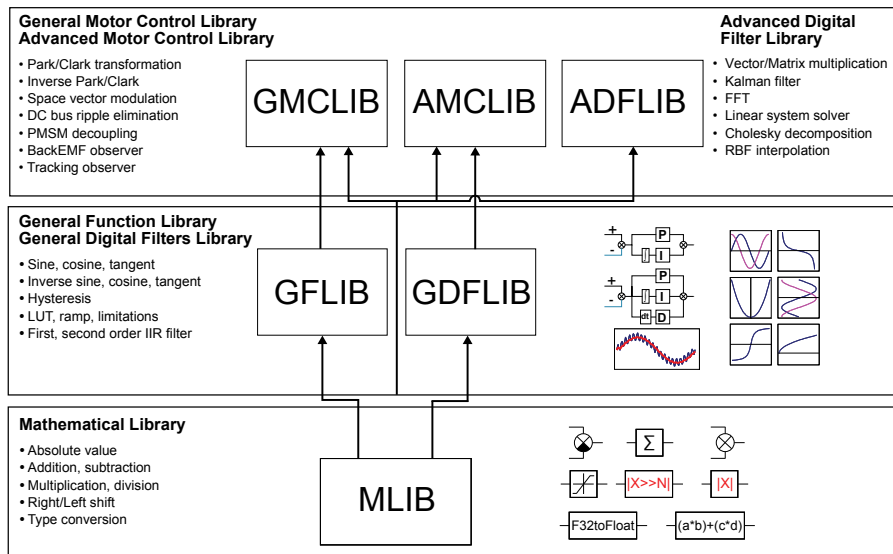 General Motor Control Library
Advanced Motor Control Library
• Park/Clark transformation
• Inverse Park/Clark
• Space vector modulation
• DC bus ripple elimination
• PMSM decoupling
• BackEMF observer
• Tracking observer
GMCLIB
AMCLIB
ADFLIB
Advanced Digital
Filter Library
• Vector/Matrix multiplication
• Kalman filter
• FFT
• Linear system solver
• Cholesky decomposition
• RBF interpolation
General Function Library
General Digital Filters Library
• Sine, cosine, tangent
• Inverse sine, cosine, tangent
• Hysteresis
• LUT, ramp, limitations
• First, second order IIR filter
GFLIB
GDFLIB
+
-
P
∫
I
+
-
P
∫
I
dt
D
Mathematical Library
• Absolute value
• Addition, subtraction
• Multiplication, division
• Right/Left shift
• Type conversion
MLIB
Σ
|X>>N|
|X|
F32toFloat
(a*b)+(c*d)